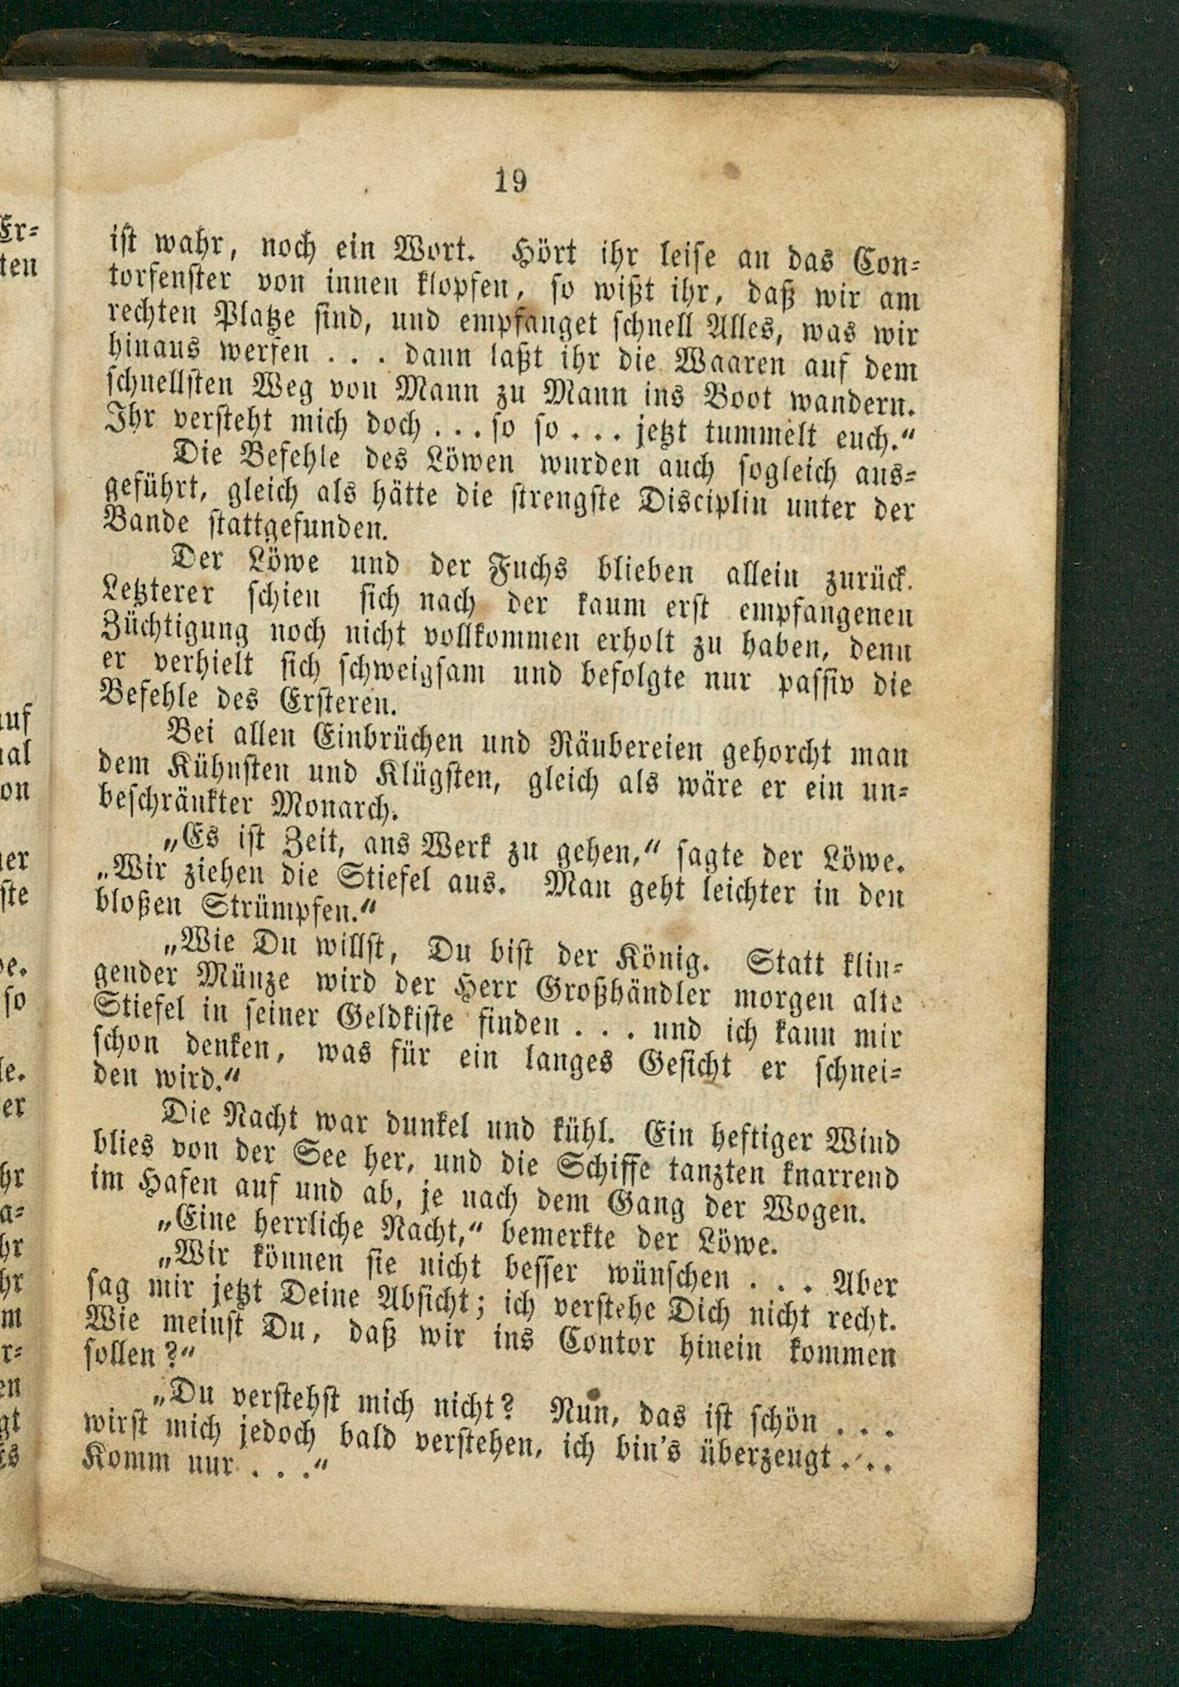 19
ist wahr, noch ein Wort. Hört ihr leise an das Con-
torfenster von innen klopfen, so wißt ihr, daß wir am
rechten Platze sind, und empfanget schnell Alles, was wir
hinaus werfen . . . dann laßt ihr die Waaren auf dem
schnellsten Weg von Mann zu Mann ins Boot wandern.
Ihr versteht mich doch . . . so so . . . jetzt tummelt euch.“
Die Befehle des Löwen wurden auch sogleich aus-
geführt, gleich als hätte die strengste Disciplin unter der
Bande stattgefunden.
Der Löwe und der Fuchs blieben allein zurück.
Letzterer schien sich nach der kaum erst empfangenen
Züchtigung noch nicht vollkommen erholt zu haben, denn
er verhielt sich schweigsam und befolgte nur passiv die
Befehle des Ersteren.
Bei allen Einbrüchen und Räubereien gehorcht man
dem Kühnsten und Klügsten, gleich als wäre er ein un-
beschränkter Monarch.
„Es ist Zeit, ans Werk zu gehen,“ sagte der Löwe.
„Wir ziehen die Stiefel aus. Man geht leichter in den
bloßen Strümpfen.“
„Wie Du willst, Du bist der König. Statt klin-
gender Münze wird der Herr Großhändler morgen alte
Stiefel in seiner Geldkiste finden . . . und ich kann mir
schon denken, was für ein langes Gesicht er schnei-
den wird.“
Die Nacht war dunkel und kühl. Ein heftiger Wind
blies von der See her, und die Schiffe tanzten knarrend
im Hafen auf und ab, je nach dem Gang der Wogen.
„Eine herrliche Nacht,“ bemerkte der Löwe.
„Wir können sie nicht besser wünschen . . . Aber
sag mir jetzt Deine Absicht; ich verstehe Dich nicht recht.
Wie meinst Du, daß wir ins Contor hinein kommen
sollen?“
„Du verstehst mich nicht? Nun, das ist schön . . .
wirst mich jedoch bald verstehen, ich bin's überzeugt . . .
Komm nur . . .“